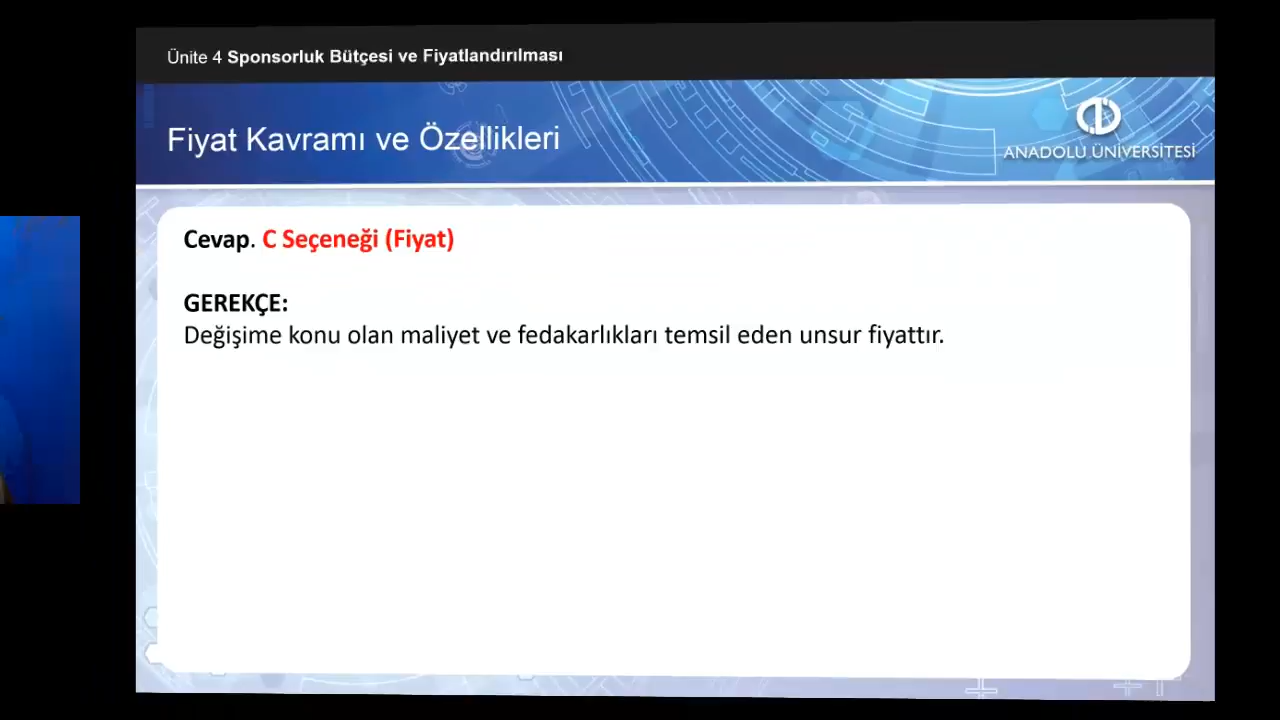 Ünite 4 Sponsorluk Bütçesi ve Fiyatlandırılması
Fiyat Kavramı ve Özellikleri
ANADOLU ÜNİVERSİTESİ
Cevap. C Seçeneği (Fiyat)
GEREKÇE:
Değişime konu olan maliyet ve fedakarlıkları temsil eden unsur fiyattır.